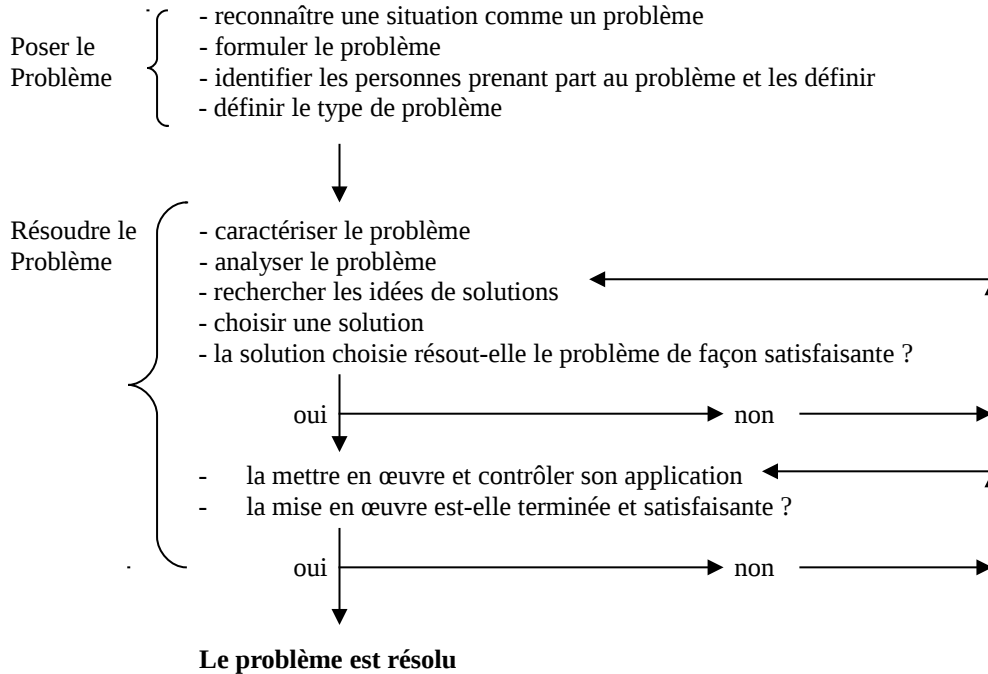 - reconnaître une situation comme un problème
Poser le - formuler le problème
Problème - identifier les personnes prenant part au problème et les définir
- définir le type de problème
Résoudre le - caractériser le problème
Problème - analyser le problème
- rechercher les idées de solutions
- choisir une solution
- la solution choisie résout-elle le problème de façon satisfaisante ?
oui non
- la mettre en œuvre et contrôler son application
- la mise en œuvre est-elle terminée et satisfaisante ?
oui non
Le problème est résolu